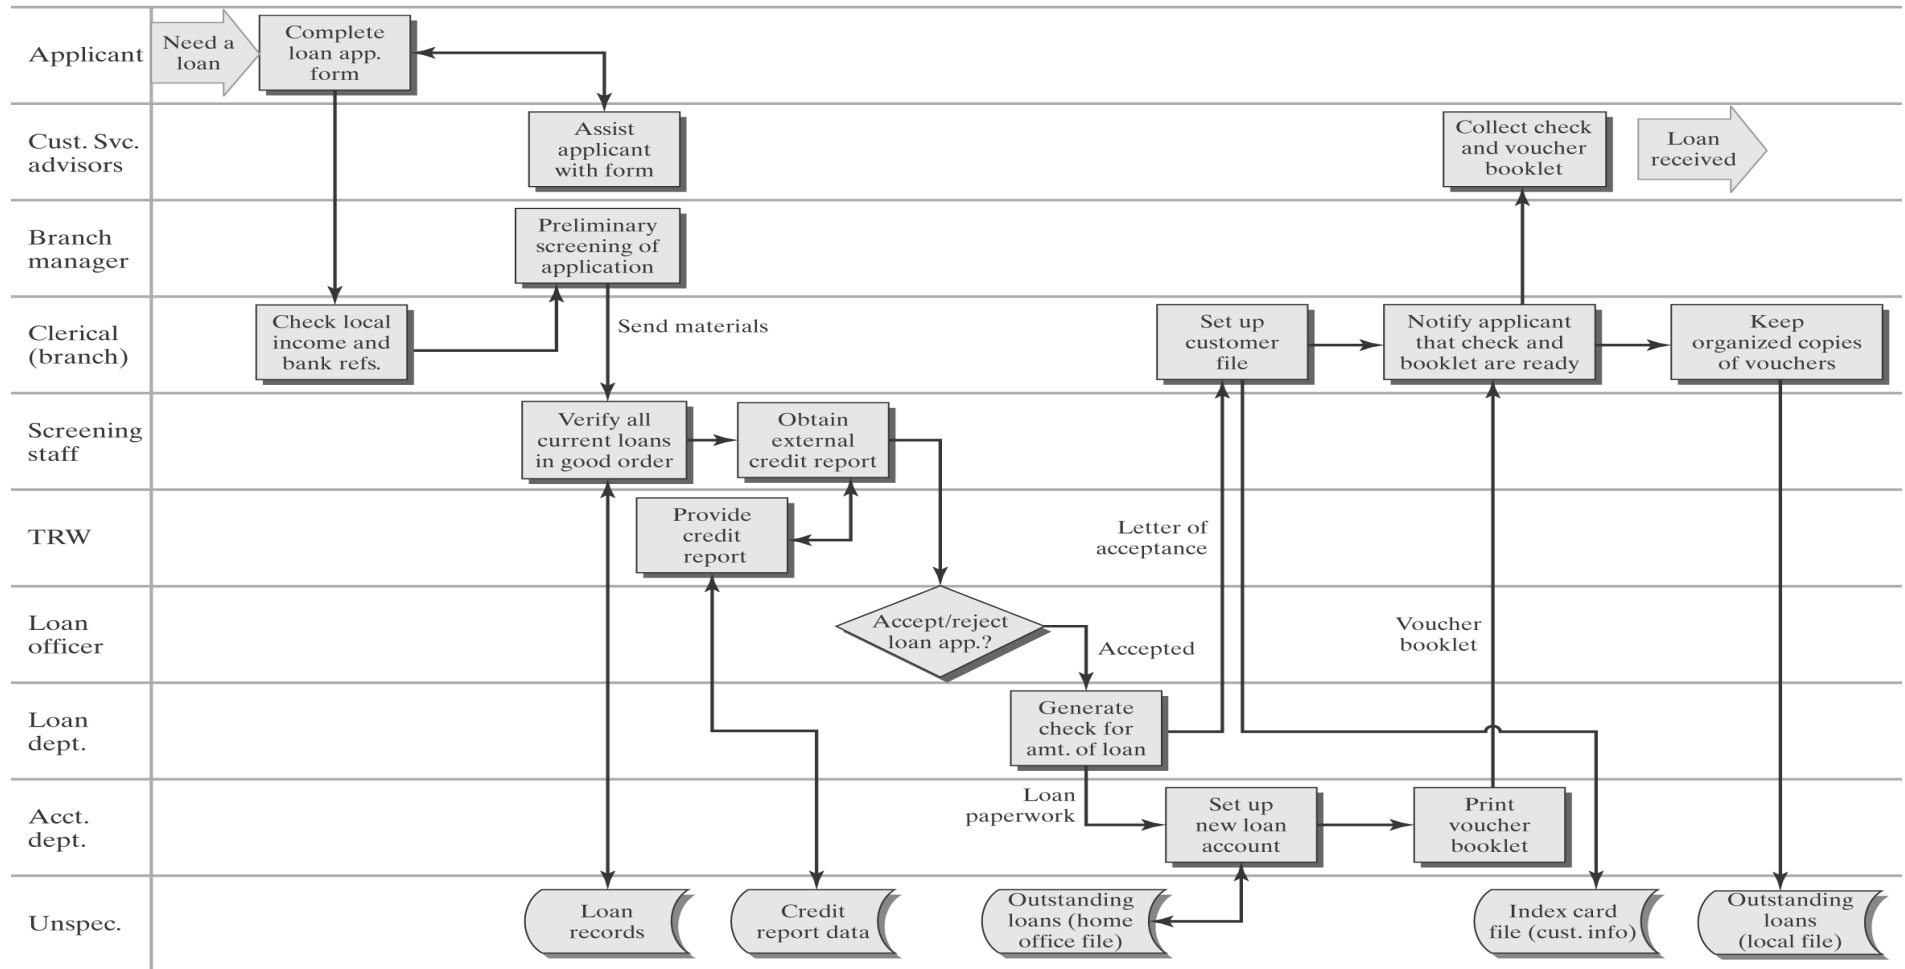 Applicant
Need a
loan
Complete
loan app.
form
Cust. Svc.
advisors
Assist
applicant
with form
Collect check
and voucher
booklet
Loan
received
Branch
manager
Preliminary
screening of
application
Clerical
(branch)
Check local
income and
bank refs.
Send materials
Set up
customer
file
Notify applicant
that check and
booklet are ready
Keep
organized copies
of vouchers
Screening
staff
Verify all
current loans
in good order
Obtain
external
credit report
TRW
Provide
credit
report
Letter of
acceptance
Loan
officer
Accept/reject
loan app.?
Accepted
Voucher
booklet
Loan
dept.
Generate
check for
amt. of loan
Acct.
dept.
Loan
paperwork
Set up
new loan
account
Print
voucher
booklet
Unspec.
Loan
records
Credit
report data
Outstanding
loans (home
office file)
Index card
file (cust. info)
Outstanding
loans
(local file)